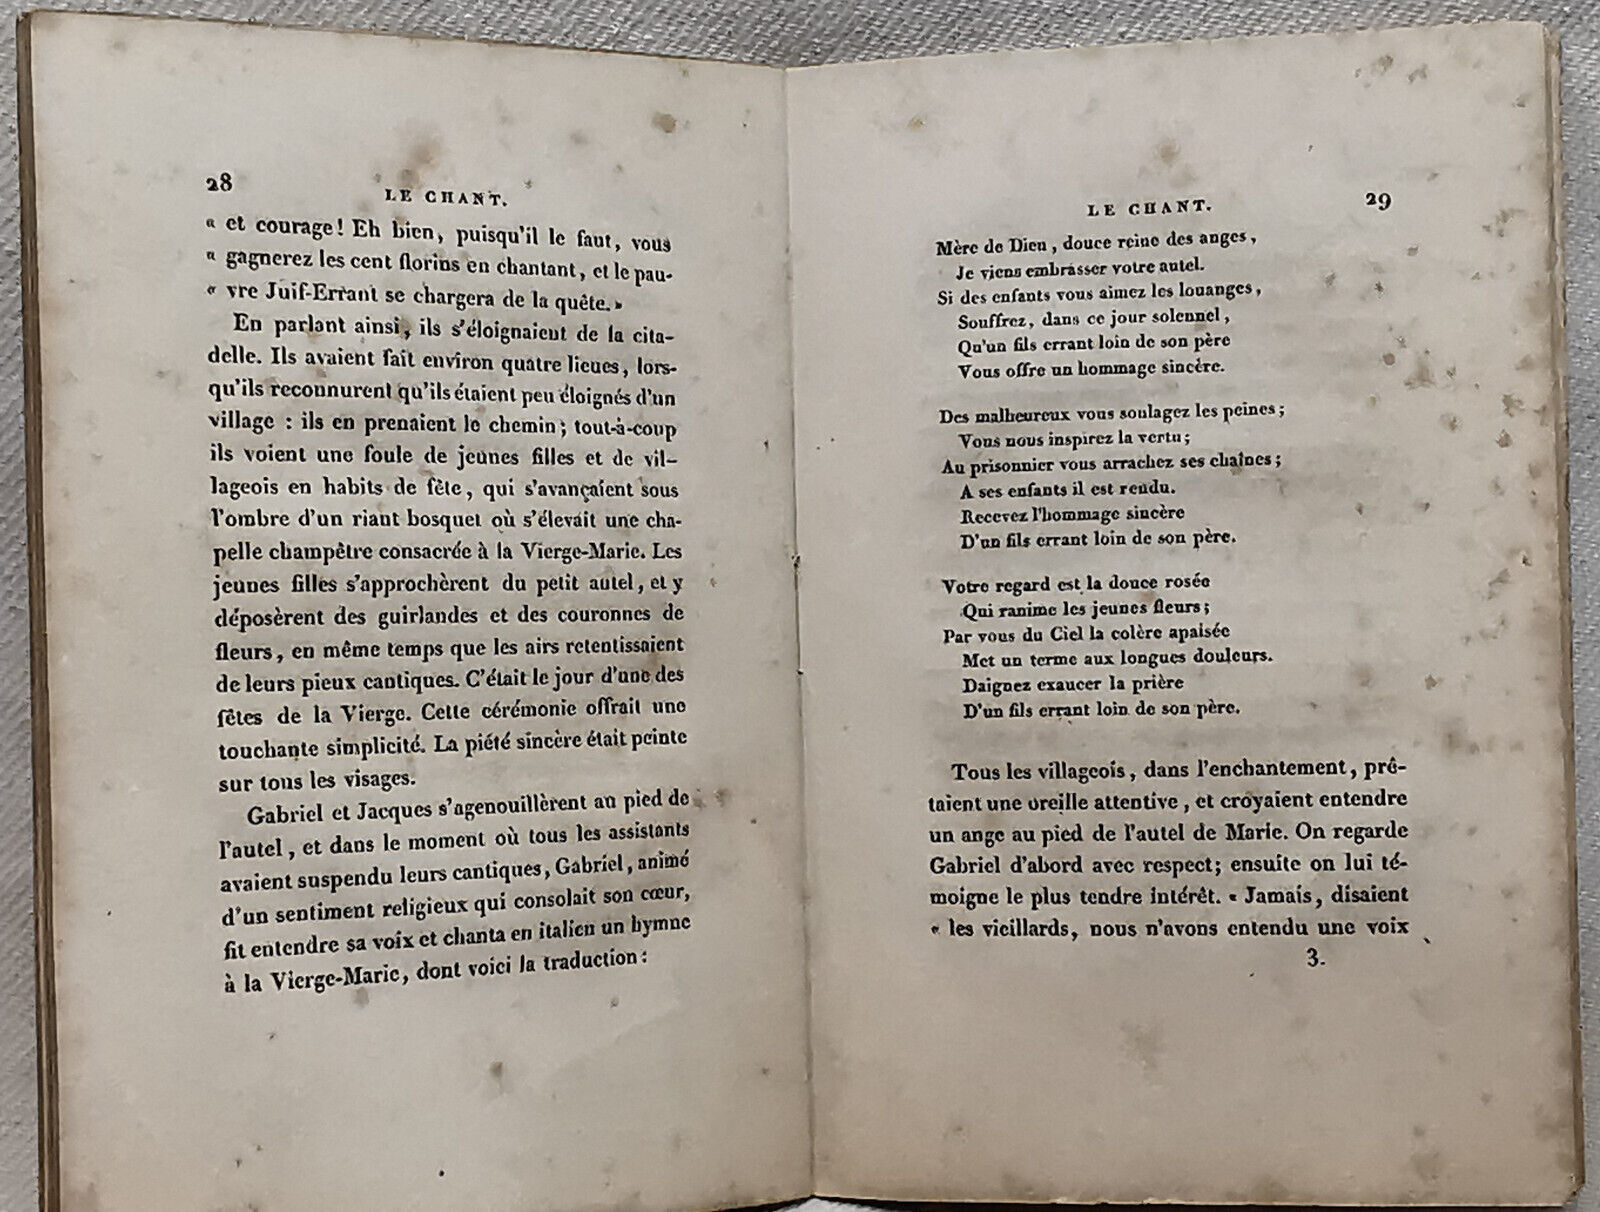 28
LE CHANT.
« et courage! Eh bien, puisqu'il le faut, vous
« gagnerez les cent florins en chantant, et le pau-
« vre Juif-Errant se chargera de la quête.»
En parlant ainsi, ils s'éloignaient de la cita-
delle. Ils avaient fait environ quatre lieues, lors-
qu'ils reconnurent qu'ils étaient peu éloignés d'un
village : ils en prenaient le chemin; tout-à-coup
ils voient une foule de jeunes filles et de vil-
lageois en habits de fête, qui s'avançaient sous
l'ombre d'un riant bosquet où s'élevait une cha-
pelle champêtre consacrée à la Vierge-Marie. Les
jeunes filles s'approchèrent du petit autel, et y
déposèrent des guirlandes et des couronnes de
fleurs, en même temps que les airs retentissaient
de leurs pieux cantiques. C'était le jour d'une des
fêtes de la Vierge. Cette cérémonie offrait une
touchante simplicité. La piété sincère était peinte
sur tous les visages.
Gabriel et Jacques s'agenouillèrent au pied de
l'autel, et dans le moment où tous les assistants
avaient suspendu leurs cantiques, Gabriel, animé
d'un sentiment religieux qui consolait son cœur,
fit entendre sa voix et chanta en italien un hymne
à la Vierge-Marie, dont voici la traduction:
LE CHANT.
29
Mère de Dieu, douce reine des anges,
Je viens embrasser votre autel.
Si des enfants vous aimez les louanges,
Souffrez, dans ce jour solennel,
Qu'un fils errant loin de son père
Vous offre un hommage sincère.
Des malheureux vous soulagez les peines;
Vous nous inspirez la vertu;
Au prisonnier vous arrachez ses chaînes;
A ses enfants il est rendu.
Recevez l'hommage sincère
D'un fils errant loin de son père.
Votre regard est la douce rosée
Qui ranime les jeunes fleurs;
Par vous du Ciel la colère apaisée
Met un terme aux longues douleurs.
Daignez exaucer la prière
D'un fils errant loin de son père.
Tous les villageois, dans l'enchantement, prê-
taient une oreille attentive, et croyaient entendre
un ange au pied de l'autel de Marie. On regarde
Gabriel d'abord avec respect; ensuite on lui té-
moigne le plus tendre intérêt. « Jamais, disaient
« les vieillards, nous n'avons entendu une voix
3.